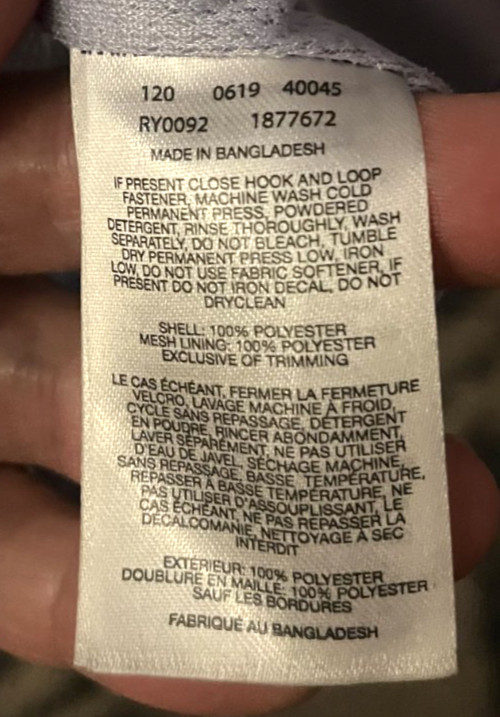 120 0619 40045
RY0092 1877672
MADE IN BANGLADESH
IF PRESENT CLOSE HOOK AND LOOP
FASTENER, MACHINE WASH COLD
PERMANENT PRESS, POWDERED
DETERGENT, RINSE THOROUGHLY, WASH
SEPARATELY, DO NOT BLEACH, TUMBLE
DRY PERMANENT PRESS LOW, IRON
LOW, DO NOT USE FABRIC SOFTENER, IF
PRESENT DO NOT IRON DECAL, DO NOT
DRYCLEAN
SHELL: 100% POLYESTER
MESH LINING: 100% POLYESTER
EXCLUSIVE OF TRIMMING
LE CAS ÉCHÉANT, FERMER LA FERMETURE
VELCRO, LAVAGE MACHINE À FROID,
CYCLE SANS REPASSAGE, DÉTERGENT
EN POUDRE, RINCER ABONDAMMENT,
LAVER SÉPARÉMENT, NE PAS UTILISER
D'EAU DE JAVEL, SÉCHAGE MACHINE,
SANS REPASSAGE, BASSE TEMPÉRATURE,
REPASSER À BASSE TEMPÉRATURE, NE
PAS UTILISER D'ASSOUPLISSANT, LE
CAS ÉCHÉANT, NE PAS REPASSER LA
DÉCALCOMANIE, NETTOYAGE À SEC
INTERDIT
EXTERIEUR: 100% POLYESTER
DOUBLURE EN MAILLE: 100% POLYESTER
SAUF LES BORDURES
FABRIQUÉ AU BANGLADESH